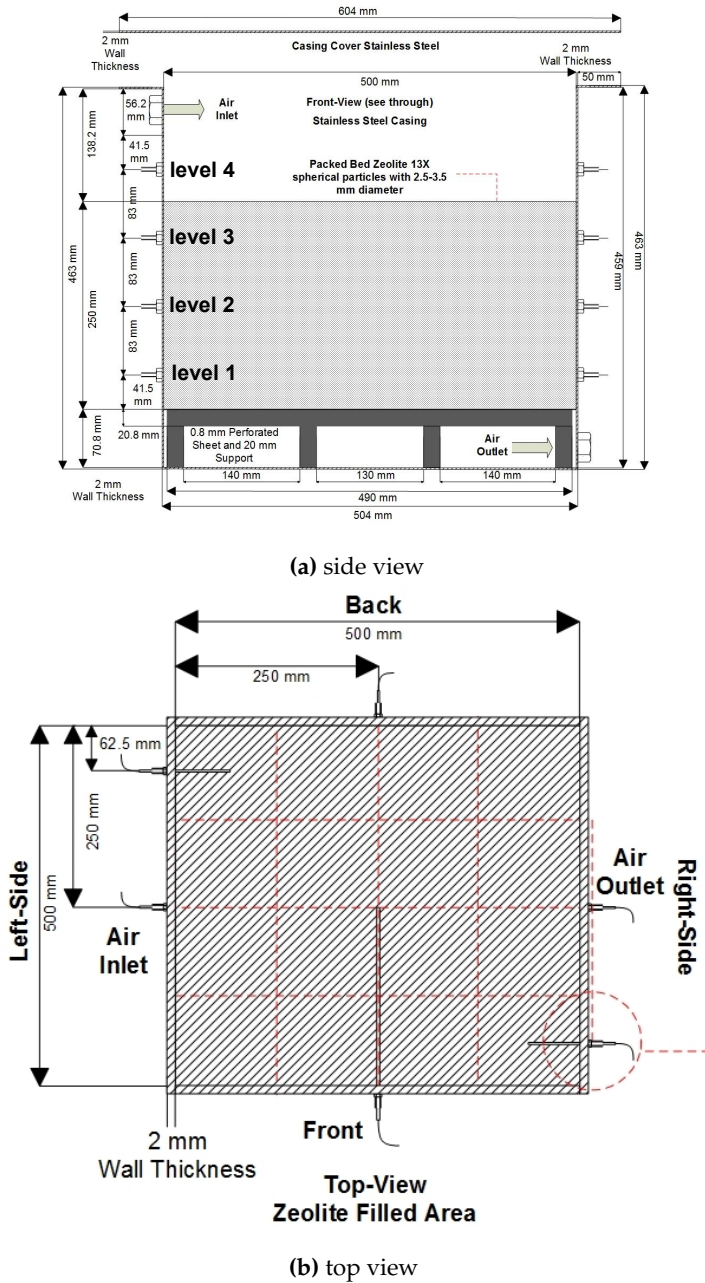 604 mm
2 mm
Wall
Thickness
Casing Cover Stainless Steel
2 mm
Wall
Thickness
500 mm
50 mm
56.2
mm
Air
Inlet
Front-View (see through)
Stainless Steel Casing
138.2 mm
41.5
mm
level 4
Packed Bed Zeolite 13X
spherical particles with 2.5-3.5
mm diameter
83 mm
level 3
463 mm
250 mm
83 mm
459 mm
463 mm
level 2
83 mm
level 1
41.5
mm
70.8 mm
20.8 mm
0.8 mm Perforated
Sheet and 20 mm
Support
Air
Outlet
2 mm
Wall Thickness
140 mm
130 mm
140 mm
490 mm
504 mm
(a) side view
Back
500 mm
250 mm
62.5 mm
250 mm
500 mm
Left-Side
Air
Inlet
Air
Outlet
Right-Side
Front
2 mm
Wall Thickness
Top-View
Zeolite Filled Area
(b) top view